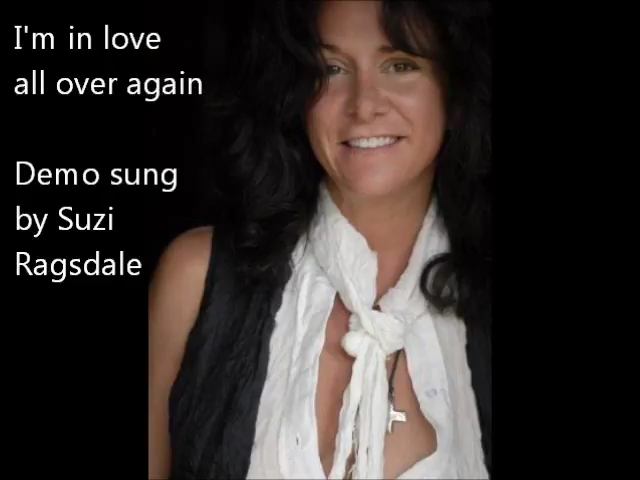 I'm in love
all over again
Demo sung
by Suzi
Ragsdale